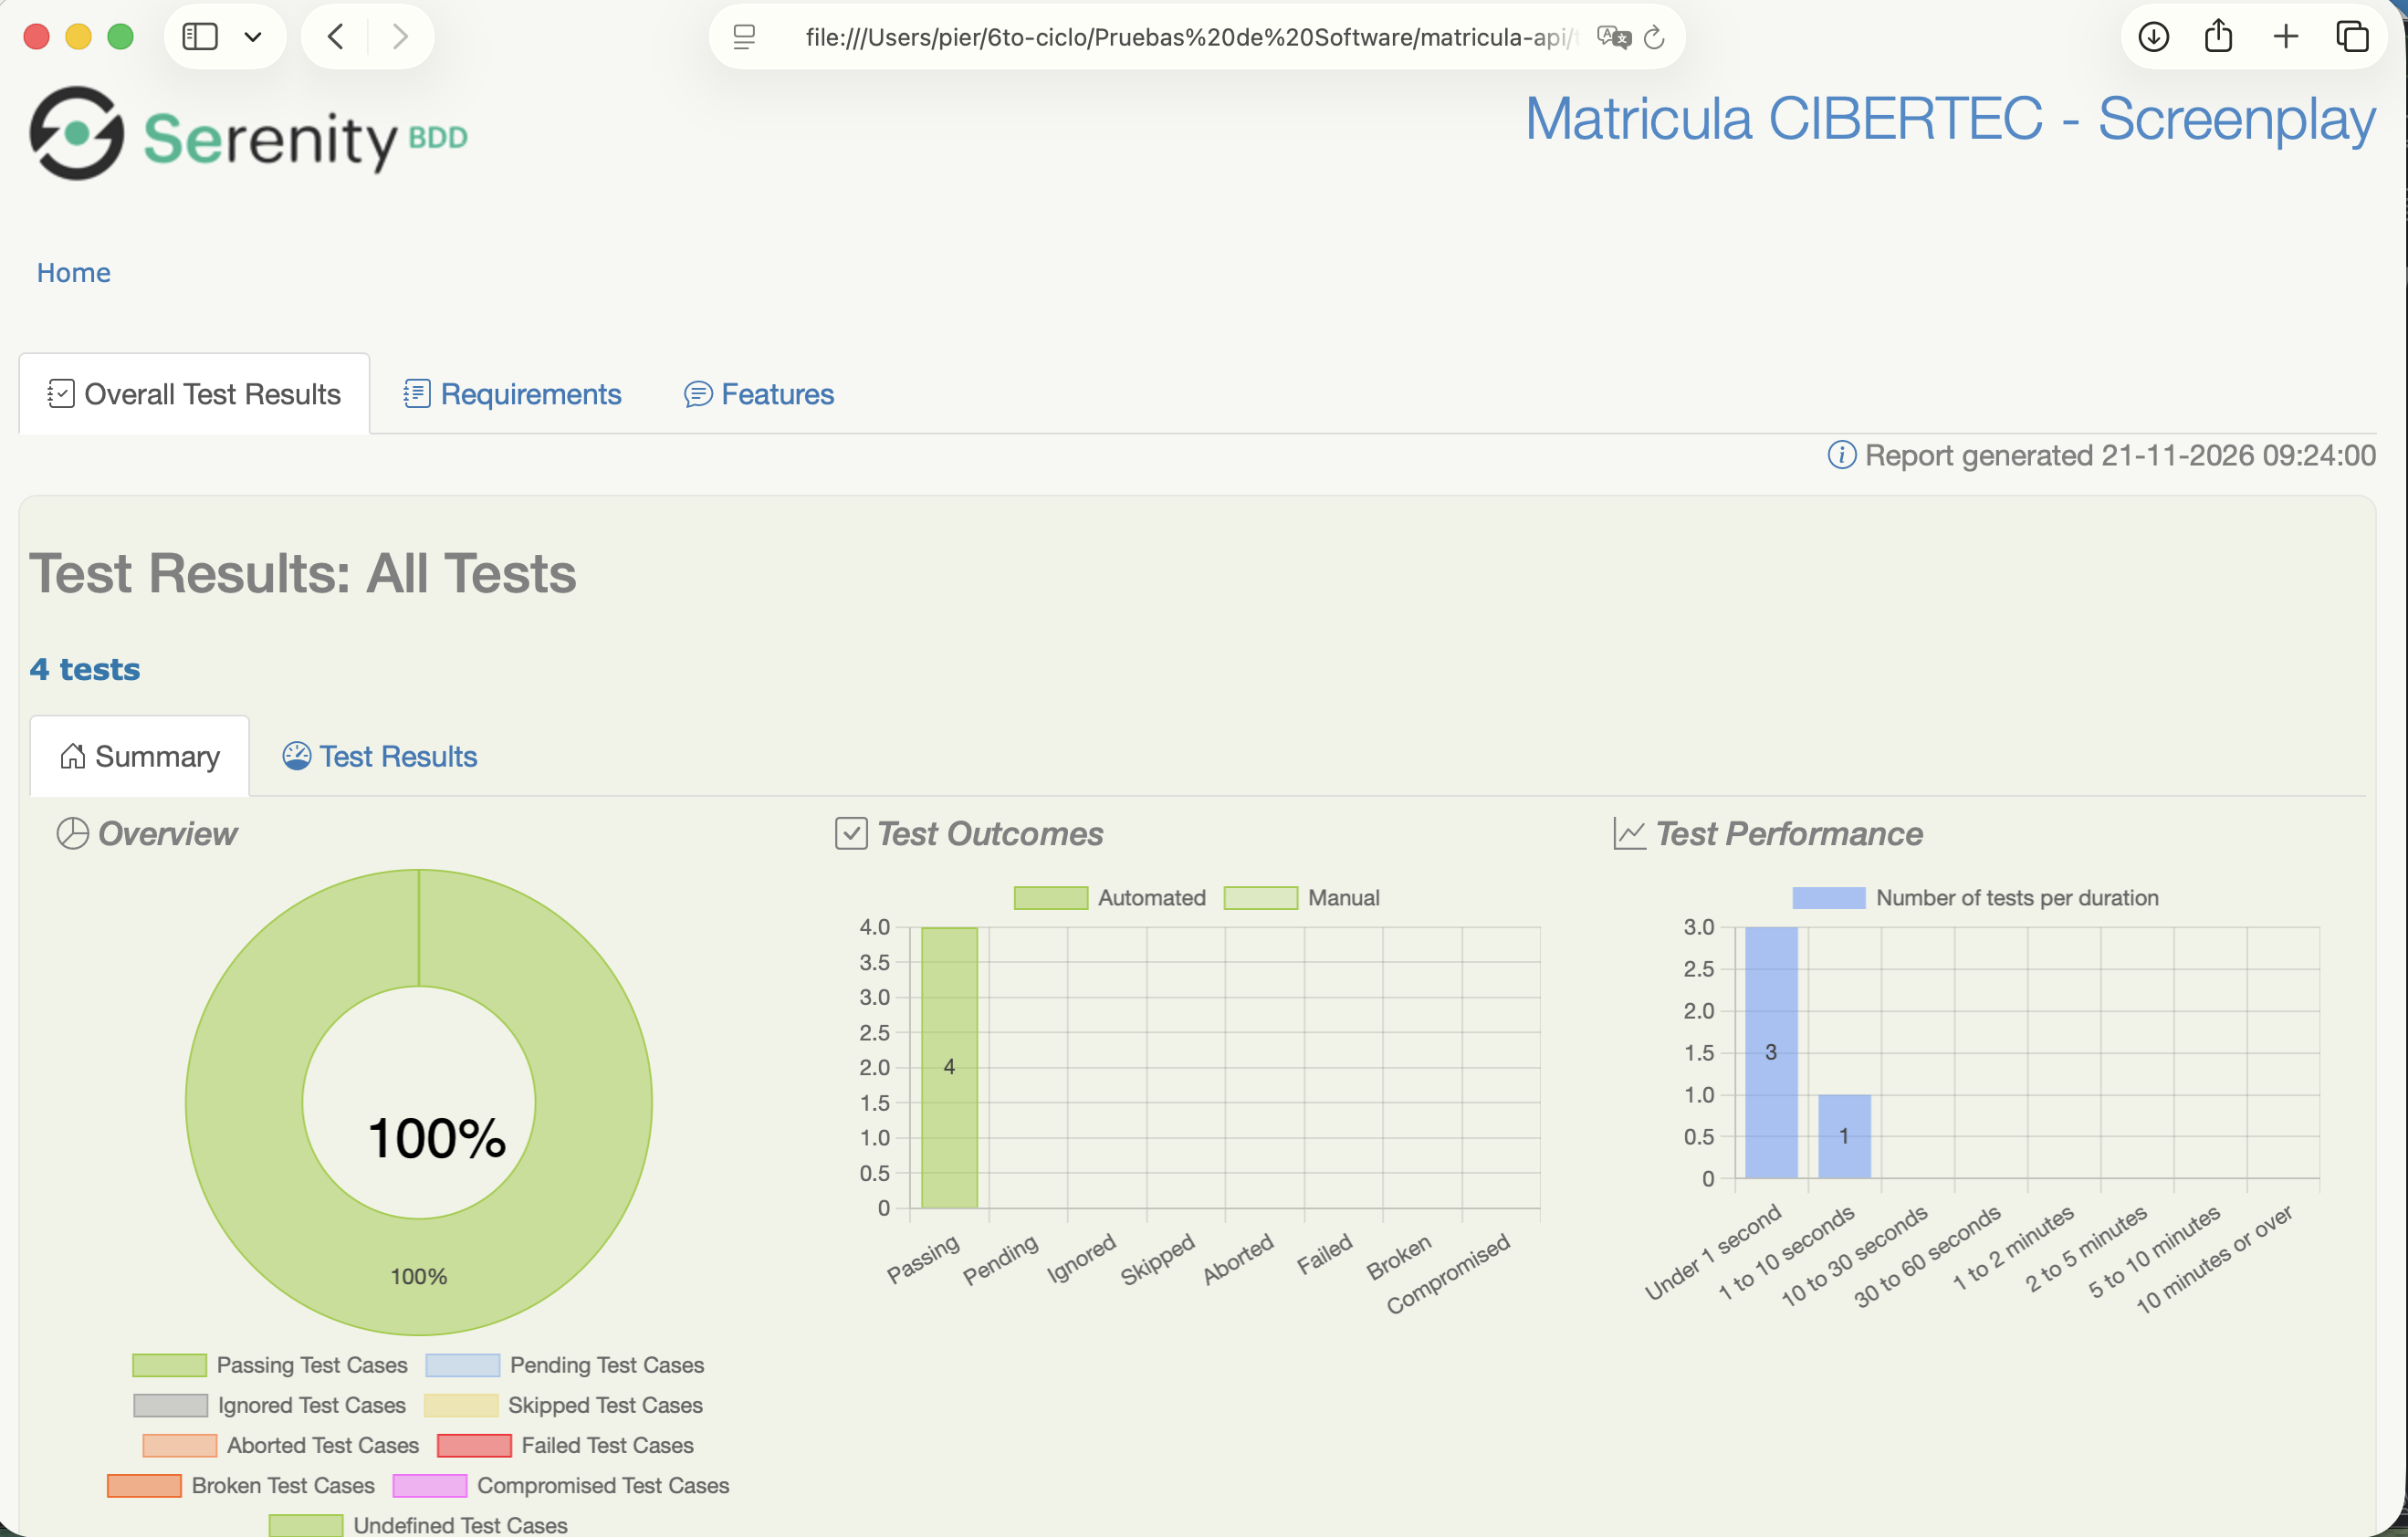 file:///Users/pier/6to-ciclo/Pruebas%20de%20Software/matricula-api/
Serenity BDD
Matricula CIBERTEC - Screenplay
Home
Overall Test Results
Requirements
Features
Report generated 21-11-2026 09:24:00
Test Results: All Tests
4 tests
Summary
Test Results
Overview
100%
100%
Passing Test Cases
Pending Test Cases
Ignored Test Cases
Skipped Test Cases
Aborted Test Cases
Failed Test Cases
Broken Test Cases
Compromised Test Cases
Undefined Test Cases
Test Outcomes
Automated
Manual
4.0
3.5
3.0
2.5
2.0
1.5
1.0
0.5
0
4
Passing
Pending
Ignored
Skipped
Aborted
Failed
Broken
Compromised
Test Performance
Number of tests per duration
3.0
2.5
2.0
1.5
1.0
0.5
0
3
1
Under 1 second
1 to 10 seconds
10 to 30 seconds
30 to 60 seconds
1 to 2 minutes
2 to 5 minutes
5 to 10 minutes
10 minutes or over